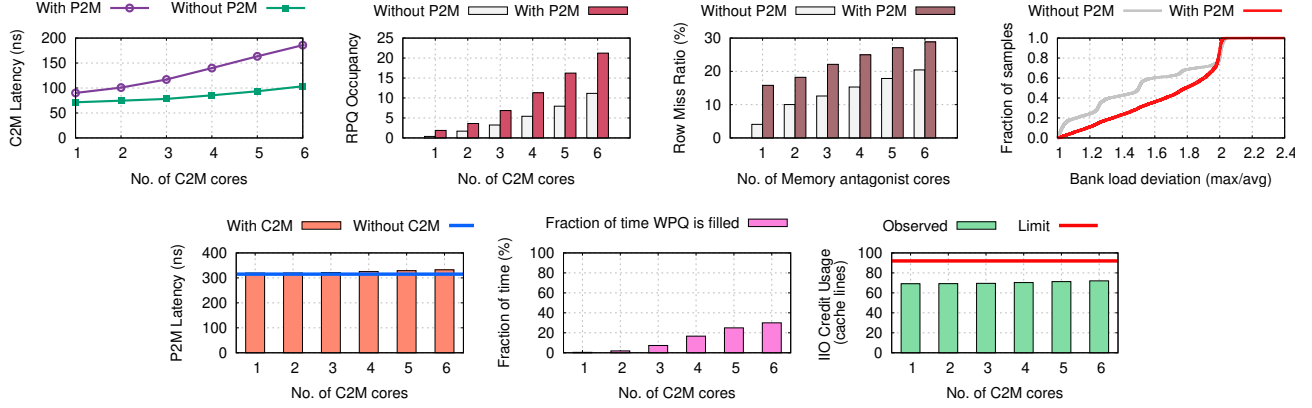 With P2M
Without P2M
C2M Latency (ns)
200
150
100
50
0
1 2 3 4 5 6
No. of C2M cores
Without P2M
With P2M
RPQ Occupancy
25
20
15
10
5
0
1 2 3 4 5 6
No. of C2M cores
Without P2M
With P2M
Row Miss Ratio (%)
30
20
10
0
1 2 3 4 5 6
No. of Memory antagonist cores
Without P2M
With P2M
Fraction of samples
1.0
0.8
0.6
0.4
0.2
0.0
1 1.2 1.4 1.6 1.8 2 2.2 2.4
Bank load deviation (max/avg)
With C2M
Without C2M
P2M Latency (ns)
400
300
200
100
0
1 2 3 4 5 6
No. of C2M cores
Fraction of time WPQ is filled
Fraction of time (%)
100
80
60
40
20
0
1 2 3 4 5 6
No. of C2M cores
Observed
Limit
IIO Credit Usage
(cache lines)
100
80
60
40
20
0
1 2 3 4 5 6
No. of C2M cores